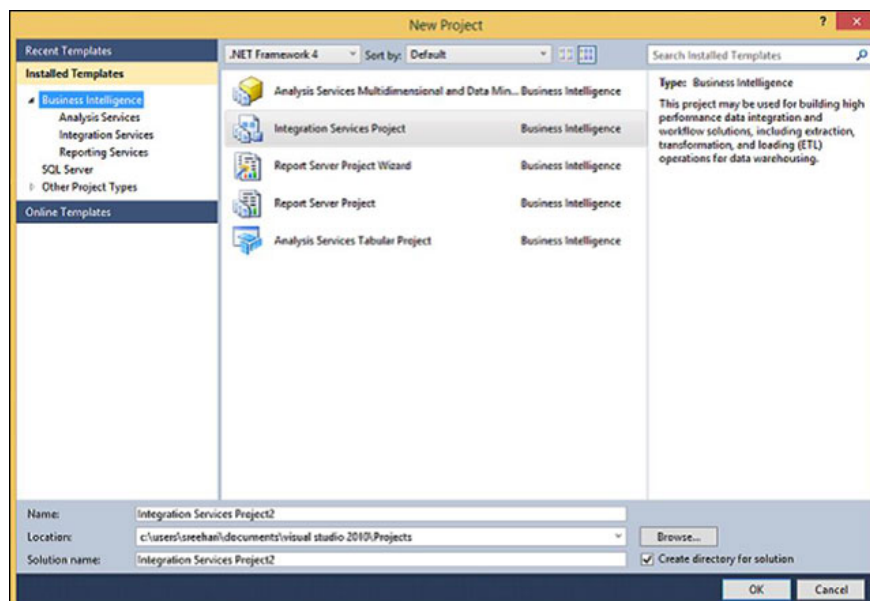 New Project
?
Recent Templates
Installed Templates
Business Intelligence
Analysis Services
Integration Services
Reporting Services
SQL Server
Other Project Types
Online Templates
.NET Framework 4 Sort by: Default
Analysis Services Multidimensional and Data Min... Business Intelligence
Integration Services Project Business Intelligence
Report Server Project Wizard Business Intelligence
Report Server Project Business Intelligence
Analysis Services Tabular Project Business Intelligence
Search Installed Templates
Type: Business Intelligence
This project may be used for building high
performance data integration and
workflow solutions, including extraction,
transformation, and loading (ETL)
operations for data warehousing.
Name: Integration Services Project2
Location: c:\users\sreehari\documents\visual studio 2010\Projects Browse...
Solution name: Integration Services Project2 Create directory for solution
OK Cancel